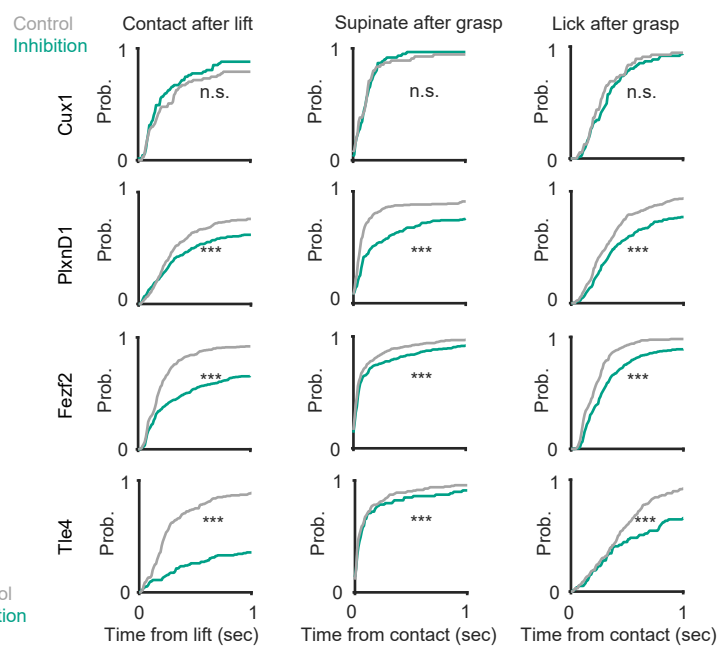 Control
Inhibition
Contact after lift
Supinate after grasp
Lick after grasp
Cux1
Prob.
1
0
n.s.
Prob.
1
0
n.s.
Prob.
1
0
n.s.
PlxnD1
Prob.
1
0
***
Prob.
1
0
***
Prob.
1
0
***
Fezf2
Prob.
1
0
***
Prob.
1
0
***
Prob.
1
0
***
Tle4
Prob.
1
0
***
Prob.
1
0
***
Prob.
1
0
***
ol
tion
0 1
0 1
0 1
Time from lift (sec)
Time from contact (sec)
Time from contact (sec)